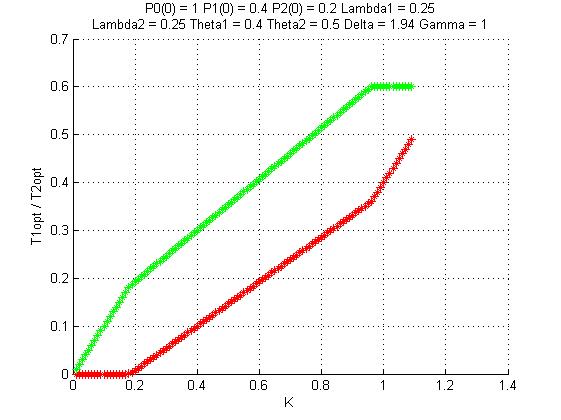 P0(0) = 1 P1(0) = 0.4 P2(0) = 0.2 Lambda1 = 0.25
Lambda2 = 0.25 Theta1 = 0.4 Theta2 = 0.5 Delta = 1.94 Gamma = 1
0.7
0.6
0.5
0.4
0.3
0.2
0.1
0
T1opt / T2opt
0 0.2 0.4 0.6 0.8 1 1.2 1.4
K